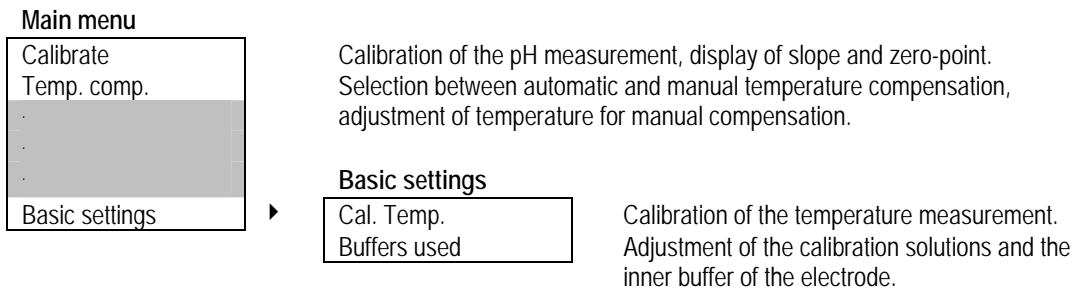 Main menu
Calibrate
Calibration of the pH measurement, display of slope and zero-point.
Temp. comp.
Selection between automatic and manual temperature compensation,
adjustment of temperature for manual compensation.
.
.
.
Basic settings
Basic settings
Cal. Temp.
Calibration of the temperature measurement.
Buffers used
Adjustment of the calibration solutions and the
inner buffer of the electrode.